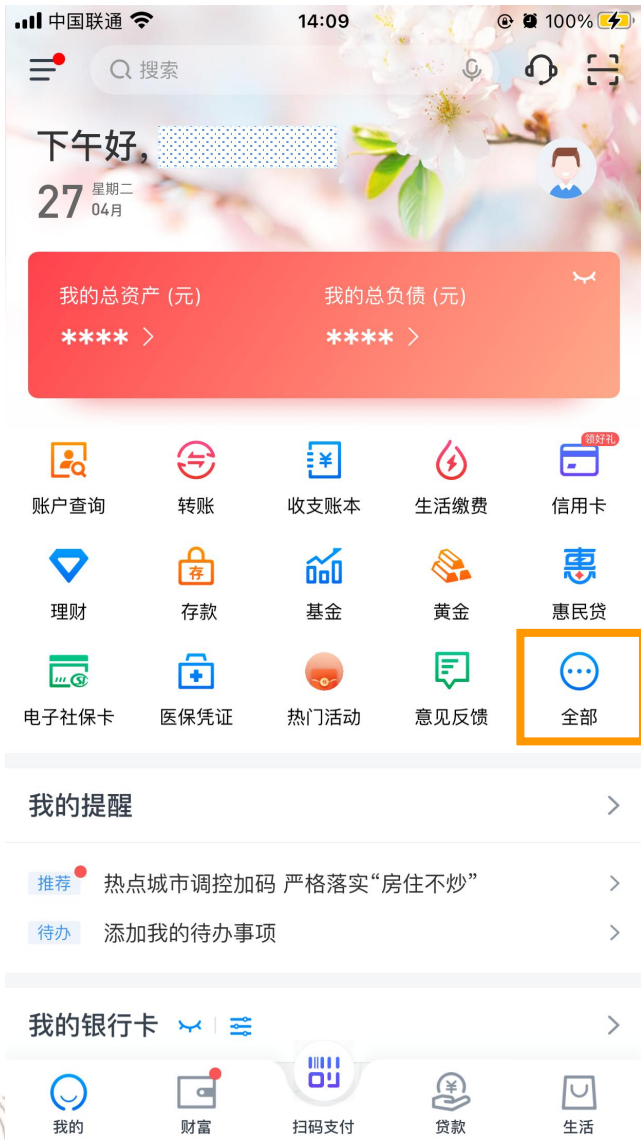 中国联通 14:09 100%
搜索
下午好，
27 星期二
04月
我的总资产 (元) 我的总负债 (元)
**** ****
领好礼
账户查询 转账 收支账本 生活缴费 信用卡
存 惠
理财 存款 基金 黄金 惠民贷
电子社保卡 医保凭证 热门活动 意见反馈 全部
我的提醒
推荐 热点城市调控加码 严格落实“房住不炒”
待办 添加我的待办事项
我的银行卡
我的 财富 扫码支付 贷款 生活